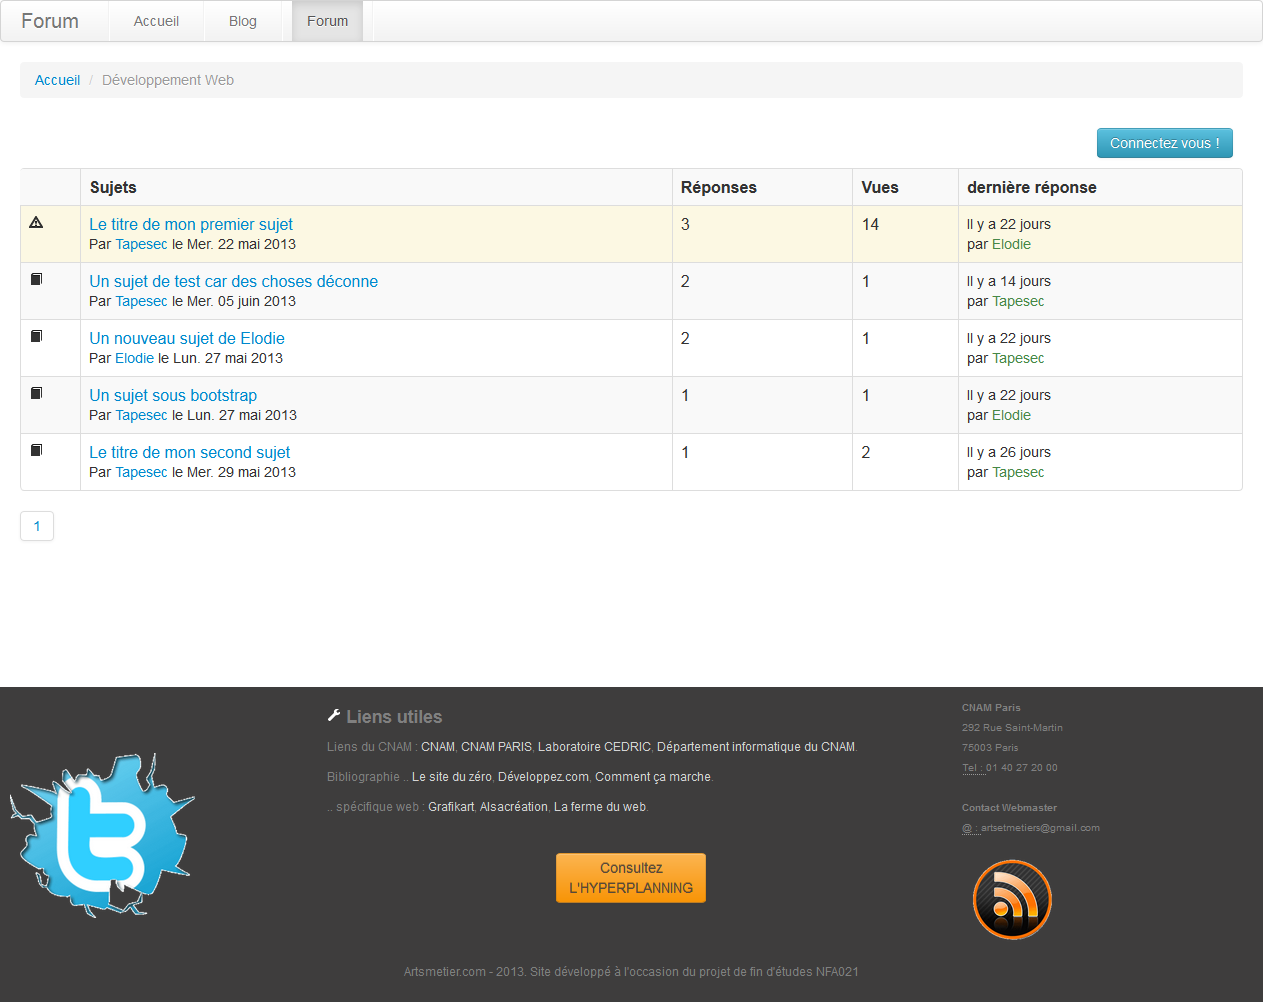 Forum Accueil Blog Forum
Accueil / Développement Web
Connectez vous !
Sujets Réponses Vues dernière réponse
Le titre de mon premier sujet 3 14 Il y a 22 jours
Par Tapesec le Mer. 22 mai 2013 par Elodie
Un sujet de test car des choses déconne 2 1 Il y a 14 jours
Par Tapesec le Mer. 05 juin 2013 par Tapesec
Un nouveau sujet de Elodie 2 1 Il y a 22 jours
Par Elodie le Lun. 27 mai 2013 par Tapesec
Un sujet sous bootstrap 1 1 Il y a 22 jours
Par Tapesec le Lun. 27 mai 2013 par Elodie
Le titre de mon second sujet 1 2 Il y a 26 jours
Par Tapesec le Mer. 29 mai 2013 par Tapesec
1
Liens utiles
Liens du CNAM : CNAM, CNAM PARIS, Laboratoire CEDRIC, Département informatique du CNAM.
Bibliographie .. Le site du zéro, Développez.com, Comment ça marche.
.. spécifique web : Grafikart, Alsacréation, La ferme du web.
Consultez
L'HYPERPLANNING
CNAM Paris
292 Rue Saint-Martin
75003 Paris
Tel : 01 40 27 20 00
Contact Webmaster
@ : artsetmetiers@gmail.com
Artsmetier.com - 2013. Site développé à l'occasion du projet de fin d'études NFA021